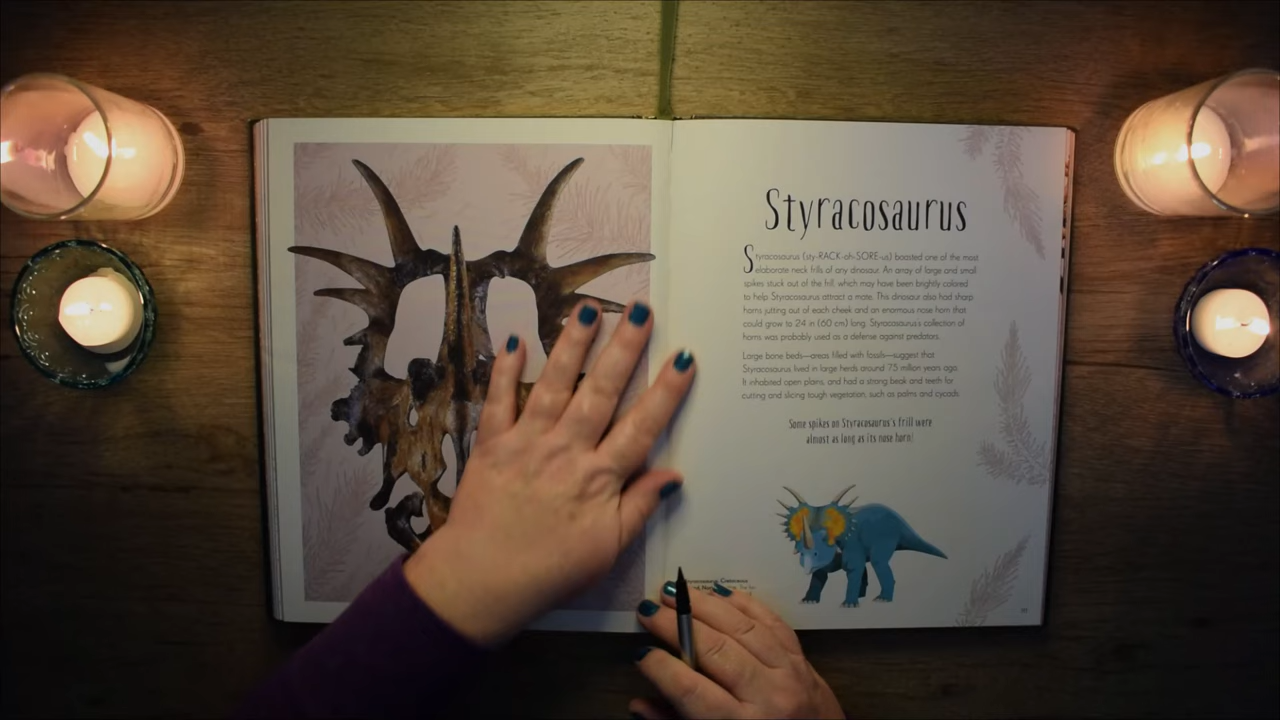 Styracosaurus
Styracosaurus (sty-RACK-oh-SORE-us) boasted one of the most
elaborate neck frills of any dinosaur. An array of large and small
spikes stuck out of the frill, which may have been brightly colored
to help Styracosaurus attract a mate. This dinosaur also had sharp
horns jutting out of each cheek and an enormous nose horn that
could grow to 24 in (60 cm) long. Styracosaurus's collection of
horns was probably used as a defense against predators.
Large bone beds—areas filled with fossils—suggest that
Styracosaurus lived in large herds around 75 million years ago.
It inhabited open plains, and had a strong beak and teeth for
cutting and slicing tough vegetation, such as palms and cycads.
Some spikes on Styracosaurus's frill were
almost as long as its nose horn!
Cretaceous